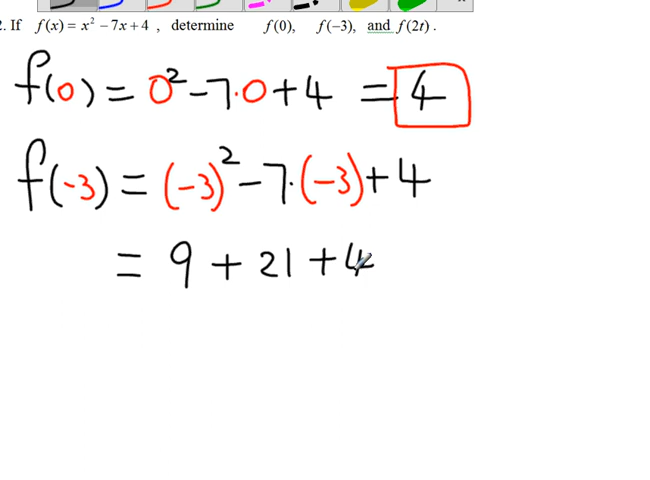 2. If f(x) = x² − 7x + 4 , determine f(0), f(−3), and f(2t) .
f(0) = 0² − 7·0 + 4 = 4
f(−3) = (−3)² − 7·(−3) + 4
= 9 + 21 + 4